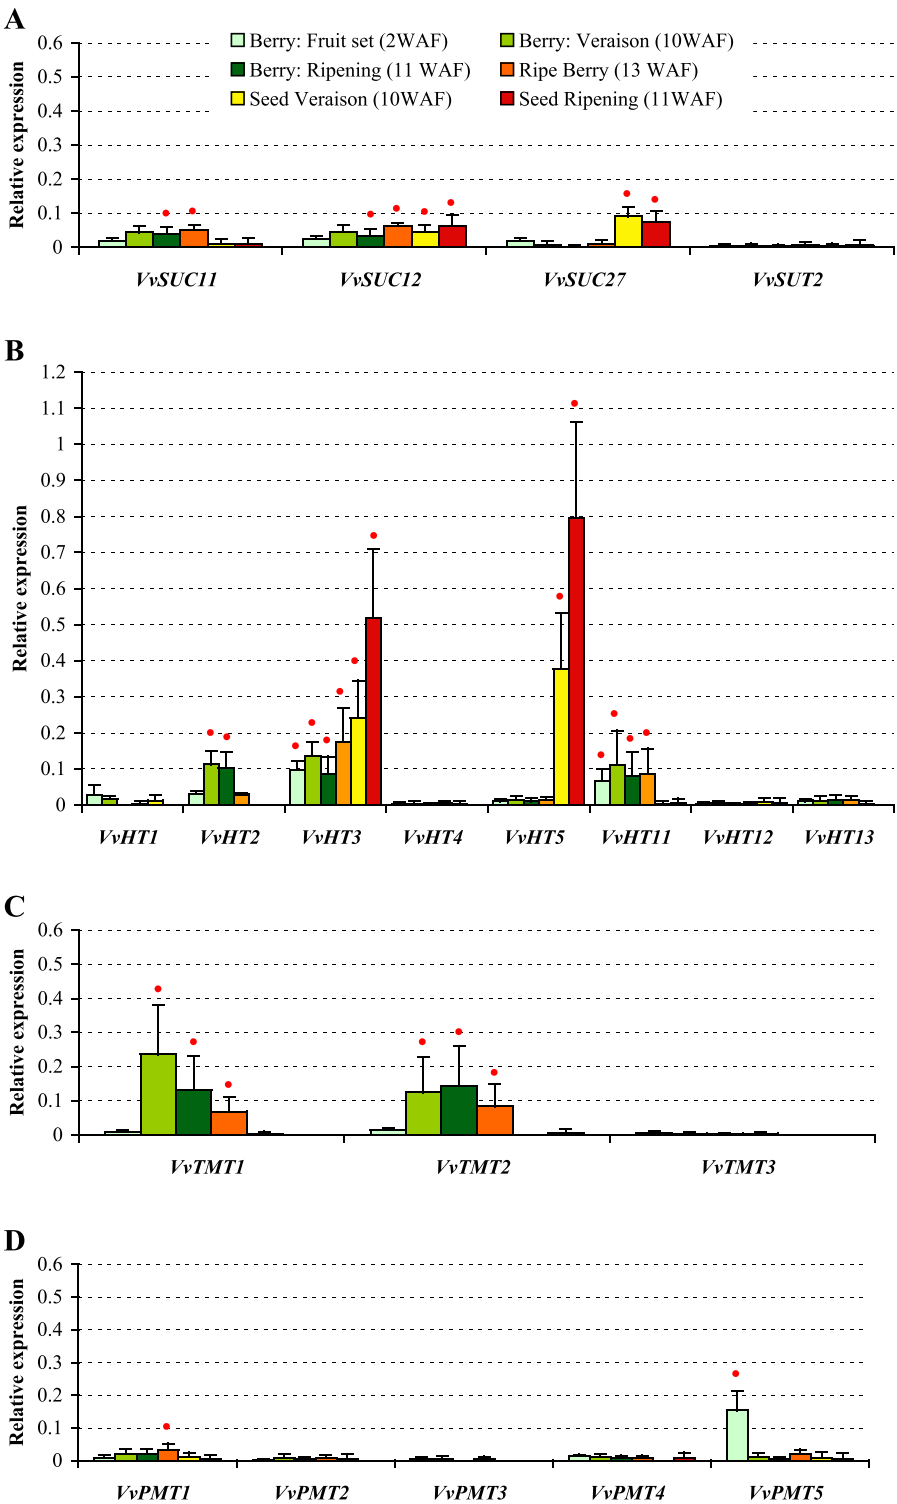 A
Berry: Fruit set (2WAF)
Berry: Veraison (10WAF)
Berry: Ripening (11 WAF)
Ripe Berry (13 WAF)
Seed Veraison (10WAF)
Seed Ripening (11WAF)
Relative expression
0.6
0.5
0.4
0.3
0.2
0.1
0
VvSUC11 VvSUC12 VvSUC27 VvSUT2
B
Relative expression
1.2
1.1
1
0.9
0.8
0.7
0.6
0.5
0.4
0.3
0.2
0.1
0
VvHT1 VvHT2 VvHT3 VvHT4 VvHT5 VvHT11 VvHT12 VvHT13
C
Relative expression
0.6
0.5
0.4
0.3
0.2
0.1
0
VvTMT1 VvTMT2 VvTMT3
D
Relative expression
0.6
0.5
0.4
0.3
0.2
0.1
0
VvPMT1 VvPMT2 VvPMT3 VvPMT4 VvPMT5